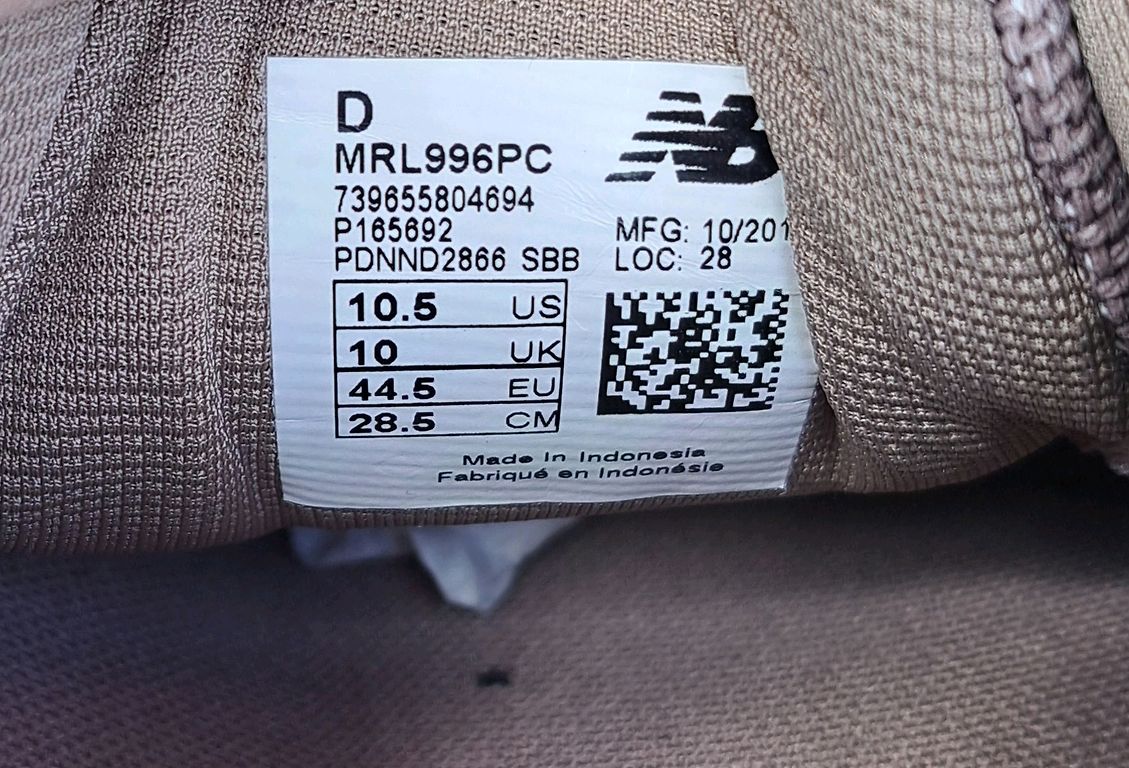 D
NB
MRL996PC
739655804694
P165692
MFG: 10/201
PDNND2866 SBB
LOC: 28
10.5 US
10 UK
44.5 EU
28.5 CM
Made In Indonesia
Fabriqué en Indonésie